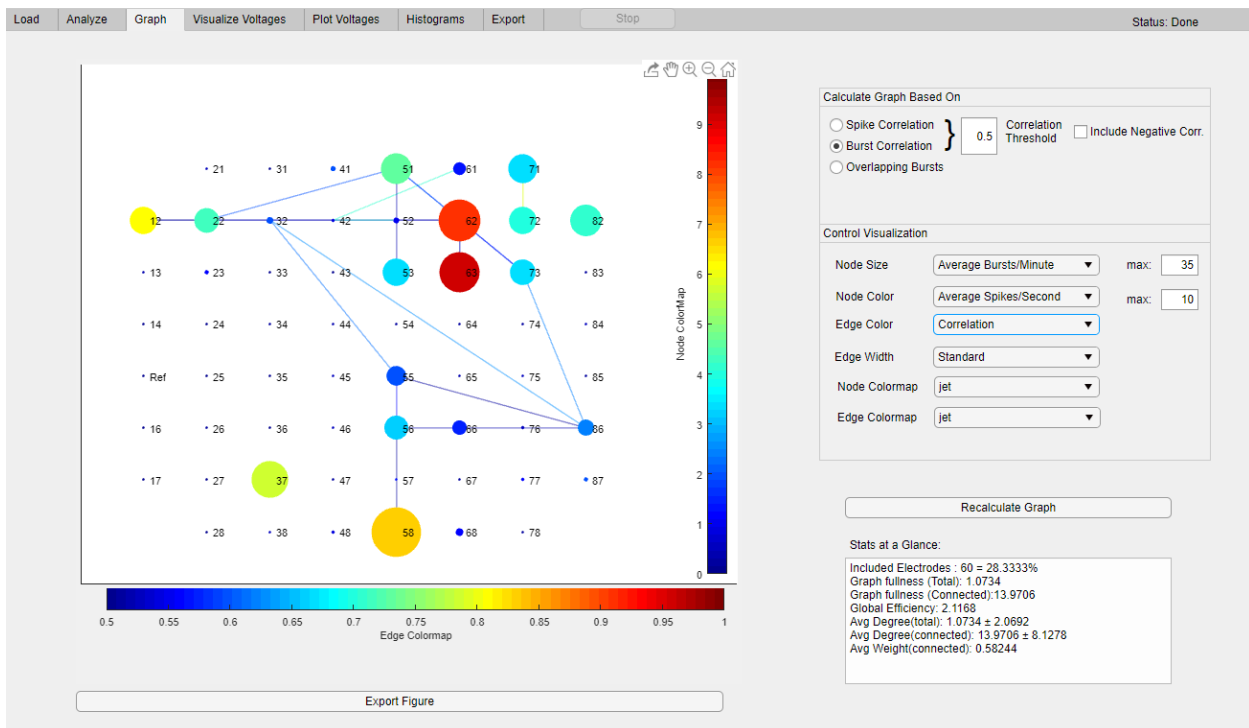 Load Analyze Graph Visualize Voltages Plot Voltages Histograms Export Stop Status: Done
21 31 41 51 61 71
12 22 32 42 52 62 72 82
13 23 33 43 53 63 73 83
14 24 34 44 54 64 74 84
Ref 25 35 45 55 65 75 85
16 26 36 46 56 66 76 86
17 27 37 47 57 67 77 87
28 38 48 58 68 78
9
8
7
6
5
4
3
2
1
0
Node ColorMap
0.5 0.55 0.6 0.65 0.7 0.75 0.8 0.85 0.9 0.95 1
Edge Colormap
Export Figure
Calculate Graph Based On
Spike Correlation
Burst Correlation
Overlapping Bursts
} 0.5 Correlation
Threshold
Include Negative Corr.
Control Visualization
Node Size Average Bursts/Minute max: 35
Node Color Average Spikes/Second max: 10
Edge Color Correlation
Edge Width Standard
Node Colormap jet
Edge Colormap jet
Recalculate Graph
Stats at a Glance:
Included Electrodes : 60 = 28.3333%
Graph fullness (Total): 1.0734
Graph fullness (Connected):13.9706
Global Efficiency: 2.1168
Avg Degree(total): 1.0734 ± 2.0692
Avg Degree(connected): 13.9706 ± 8.1278
Avg Weight(connected): 0.58244